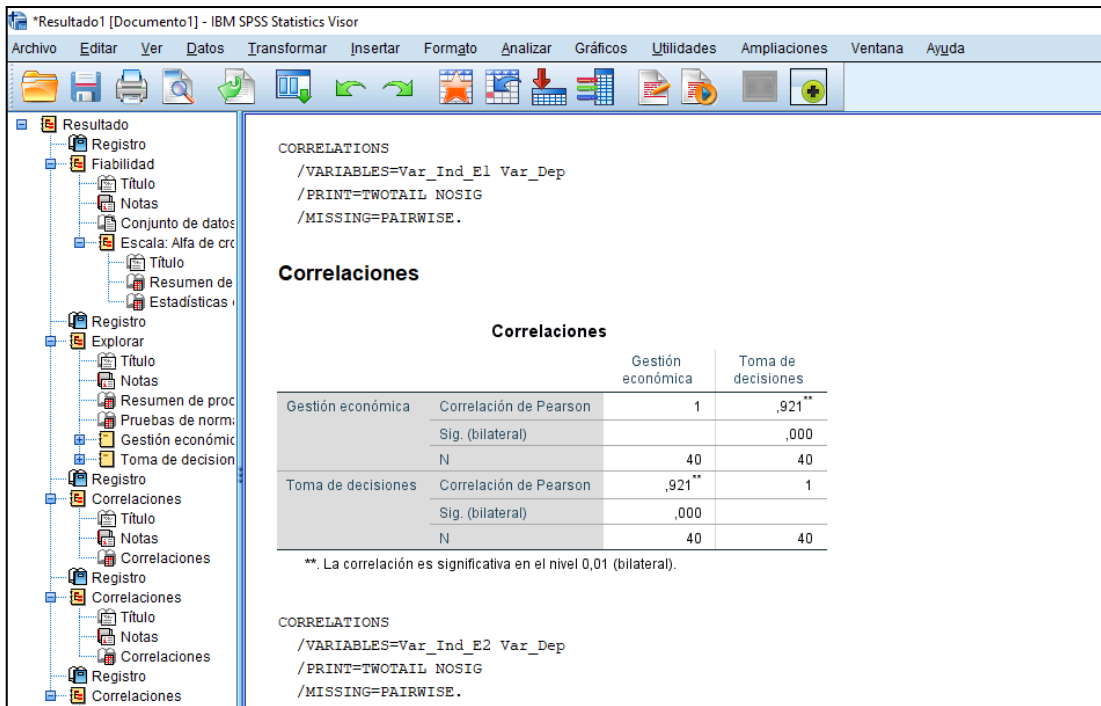 *Resultado1 [Documento1] - IBM SPSS Statistics Visor
Archivo Editar Ver Datos Transformar Insertar Formato Analizar Gráficos Utilidades Ampliaciones Ventana Ayuda
Resultado
Registro
Fiabilidad
Título
Notas
Conjunto de datos
Escala: Alfa de crc
Título
Resumen de
Estadísticas
Registro
Explorar
Título
Notas
Resumen de proc
Pruebas de norm
Gestión económic
Toma de decision
Registro
Correlaciones
Título
Notas
Correlaciones
Registro
Correlaciones
Título
Notas
Correlaciones
Registro
Correlaciones
CORRELATIONS
/VARIABLES=Var_Ind_E1 Var_Dep
/PRINT=TWOTAIL NOSIG
/MISSING=PAIRWISE.
Correlaciones
Correlaciones
Gestión económica Toma de decisiones
Gestión económica Correlación de Pearson 1 ,921**
Sig. (bilateral) ,000
N 40 40
Toma de decisiones Correlación de Pearson ,921** 1
Sig. (bilateral) ,000
N 40 40
**. La correlación es significativa en el nivel 0,01 (bilateral).
CORRELATIONS
/VARIABLES=Var_Ind_E2 Var_Dep
/PRINT=TWOTAIL NOSIG
/MISSING=PAIRWISE.